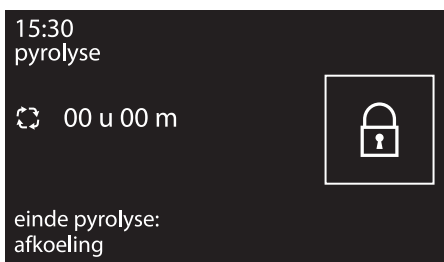 15:30
pyrolyse
00 u 00 m
einde pyrolyse:
afkoeling